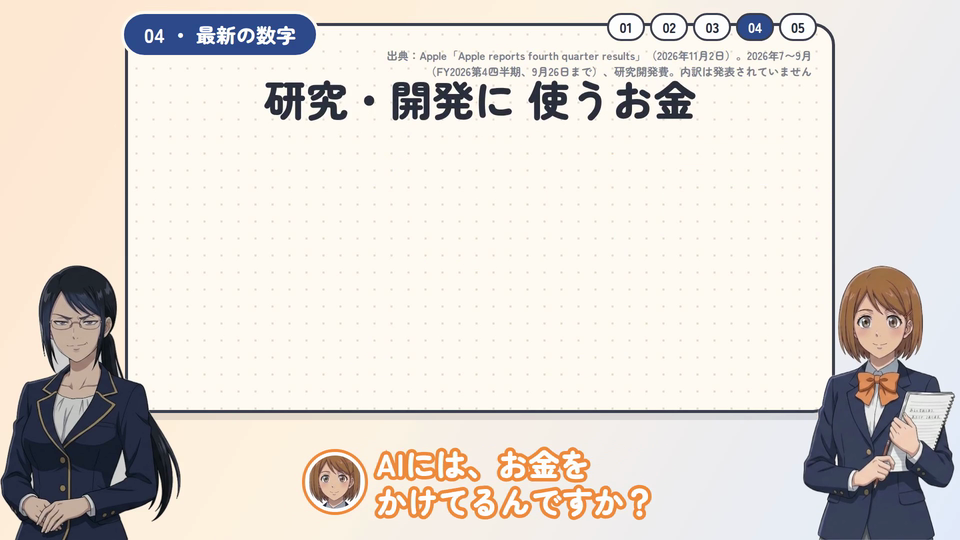 04 ・ 最新の数字
01 02 03 04 05
出典：Apple「Apple reports fourth quarter results」（2026年11月2日）。2026年7〜9月
（FY2026第4四半期、9月26日まで）、研究開発費。内訳は発表されていません
研究・開発に 使うお金
AIには、お金を
かけてるんですか？